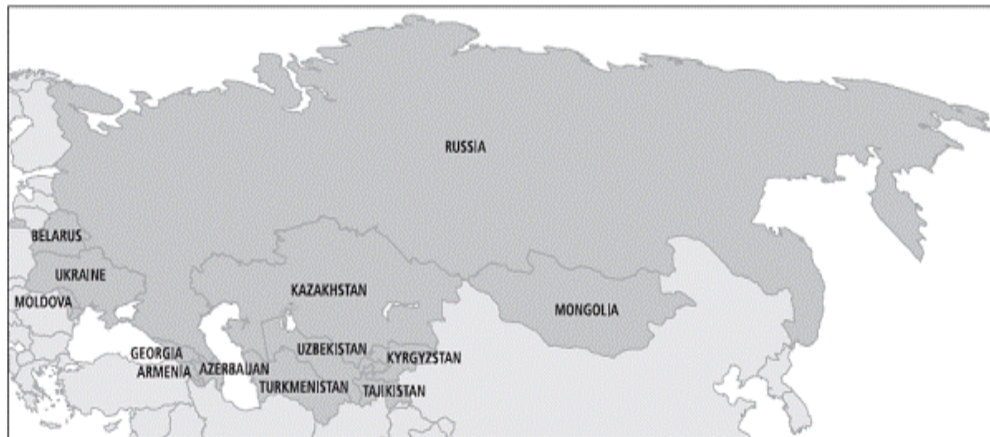 RUSSIA
BELARUS
UKRAINE
KAZAKHSTAN
MOLDOVA
MONGOLIA
UZBEKISTAN
GEORGIA
KYRGYZSTAN
ARMENIA
AZERBAIJAN
TURKMENISTAN
TAJIKISTAN